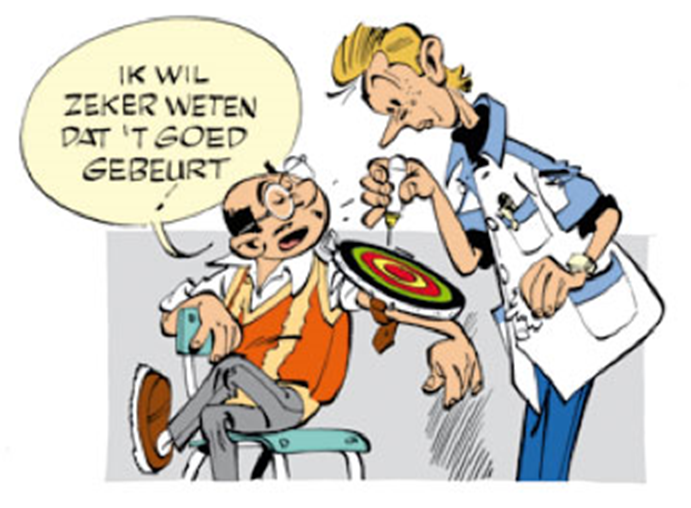 IK WIL
ZEKER WETEN
DAT 'T GOED
GEBEURT